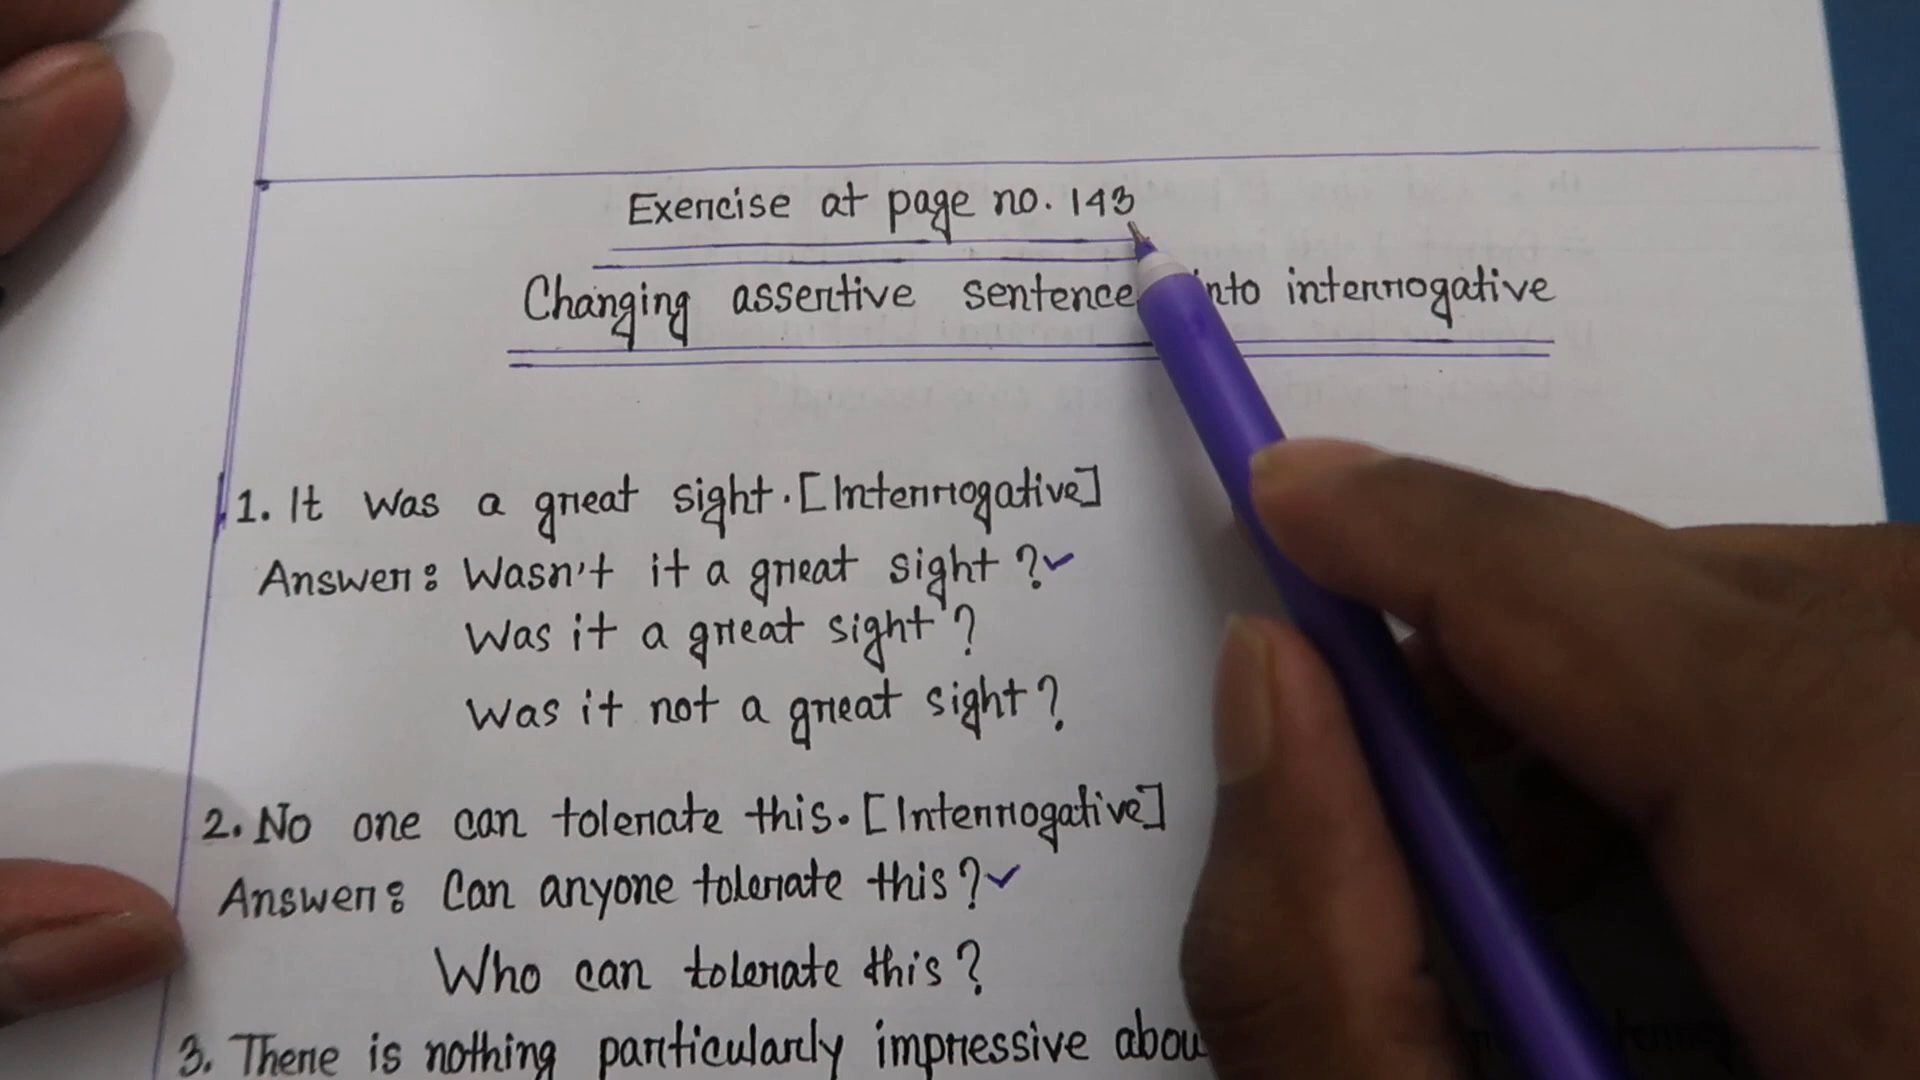 Exercise at page no. 143
Changing assertive sentence into interrogative
1. It was a great sight. [Interrogative]
Answer: Wasn't it a great sight?✓
Was it a great sight?
Was it not a great sight?
2. No one can tolerate this. [Interrogative]
Answer: Can anyone tolerate this?✓
Who can tolerate this?
3. There is nothing particularly impressive